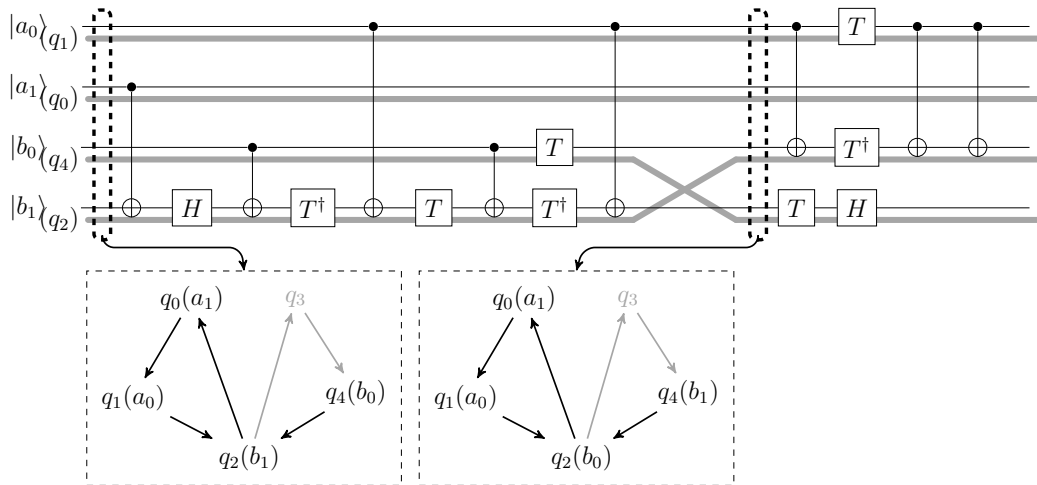 |a₀⟩(q₁) T
|a₁⟩(q₀)
|b₀⟩(q₄) T T†
|b₁⟩(q₂) H T† T T† T H
q₀(a₁) q₃ q₀(a₁) q₃
q₁(a₀) q₄(b₀) q₁(a₀) q₄(b₁)
q₂(b₁) q₂(b₀)